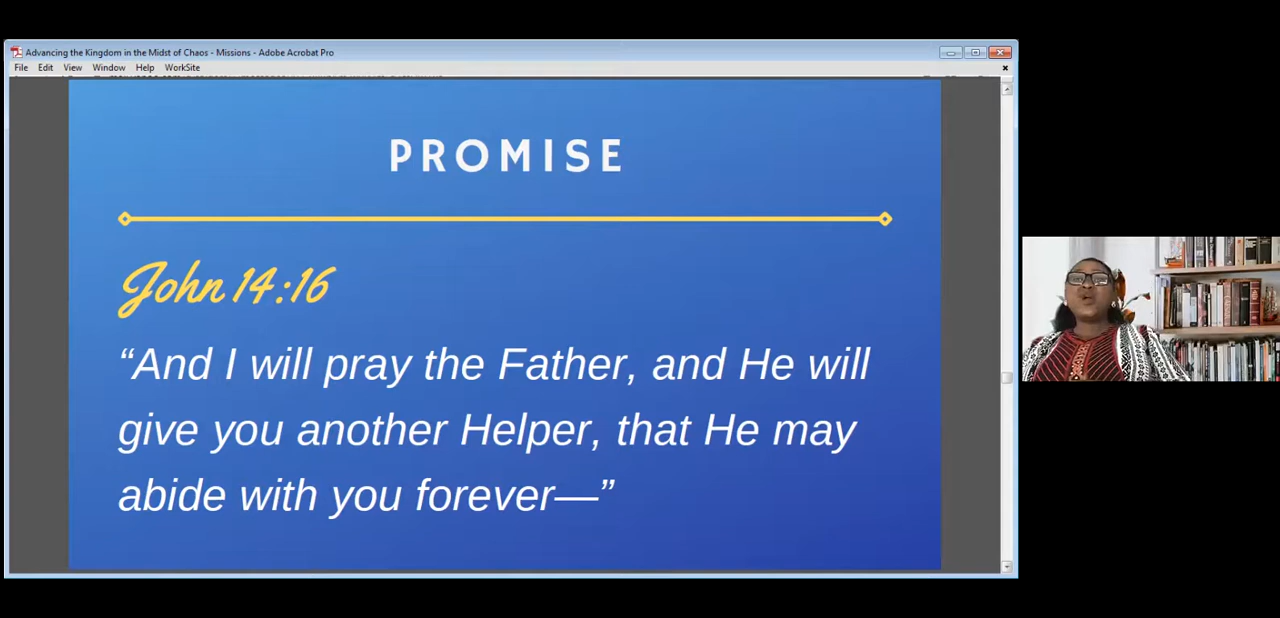 Advancing the Kingdom in the Midst of Chaos - Missions - Adobe Acrobat Pro
File Edit View Window Help WorkSite
PROMISE
John 14:16
“And I will pray the Father, and He will
give you another Helper, that He may
abide with you forever—”